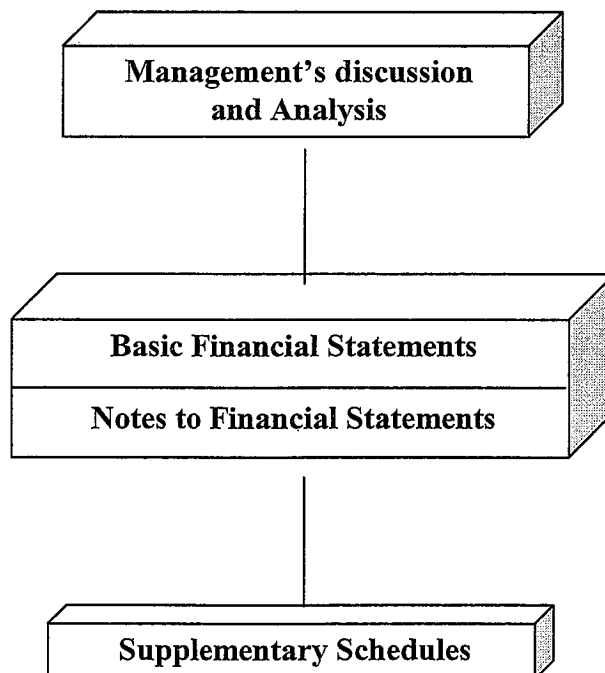 Management's discussion
and Analysis
Basic Financial Statements
Notes to Financial Statements
Supplementary Schedules